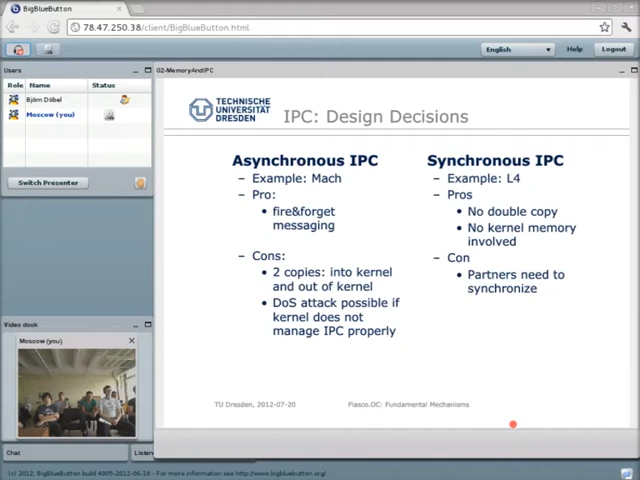 BigBlueButton
78.47.250.38/client/BigBlueButton.html
English
Help
Logout
Users
Role Name Status
Björn Döbel
Moscow (you)
Switch Presenter
02-MemoryAndIPC
TECHNISCHE
UNIVERSITÄT
DRESDEN
IPC: Design Decisions
Asynchronous IPC
– Example: Mach
– Pro:
• fire&forget
messaging
– Cons:
• 2 copies: into kernel
and out of kernel
• DoS attack possible if
kernel does not
manage IPC properly
Synchronous IPC
– Example: L4
– Pros
• No double copy
• No kernel memory
involved
– Con
• Partners need to
synchronize
TU Dresden, 2012-07-20
Fiasco.OC: Fundamental Mechanisms
Video dock
Moscow (you)
Chat
Listen
(c) 2012, BigBlueButton build 4005-2012-06-18 - For more information see http://www.bigbluebutton.org/